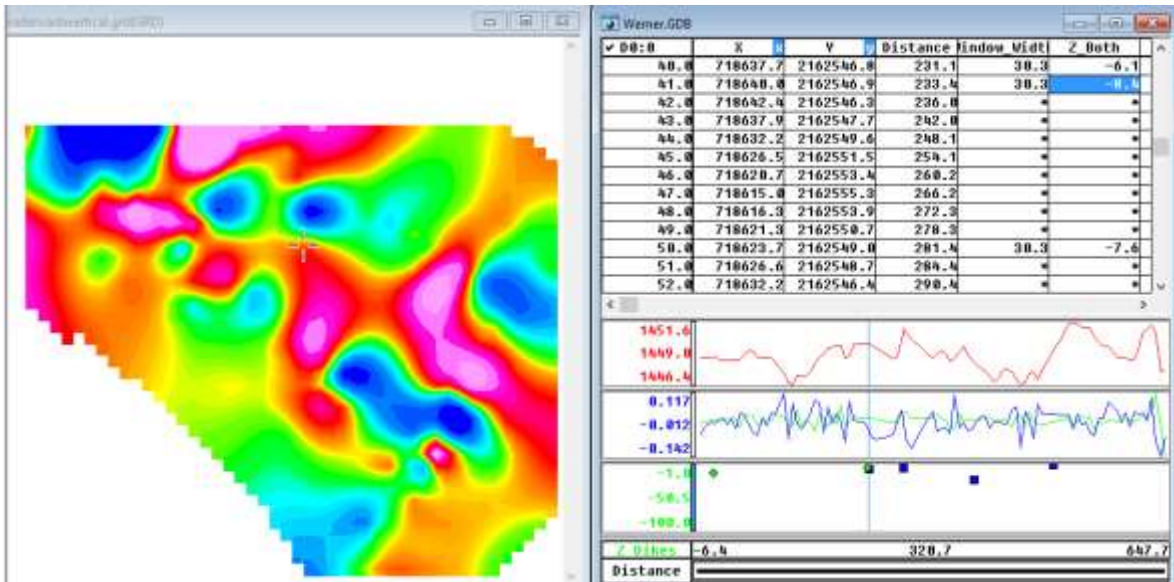 Werner.GDB
✓ D0:0 X x Y y Distance Window_Widt Z_Both
40.0 718637.7 2162546.8 231.1 30.3 -6.1
41.0 718640.0 2162546.9 233.4 30.3 -8.4
42.0 718642.4 2162546.3 236.0 * *
43.0 718637.9 2162547.7 242.0 * *
44.0 718632.2 2162549.6 248.1 * *
45.0 718626.5 2162551.5 254.1 * *
46.0 718620.7 2162553.4 260.2 * *
47.0 718615.0 2162555.3 266.2 * *
48.0 718616.3 2162553.9 272.3 * *
49.0 718621.3 2162550.7 278.3 * *
50.0 718623.7 2162549.0 281.4 30.3 -7.6
51.0 718626.6 2162548.7 284.4 * *
52.0 718632.2 2162546.4 290.4 * *
1451.6
1449.0
1446.4
0.117
-0.012
-0.142
-1.0
-50.5
-100.0
Z Dikes -6.4 320.7 647.7
Distance